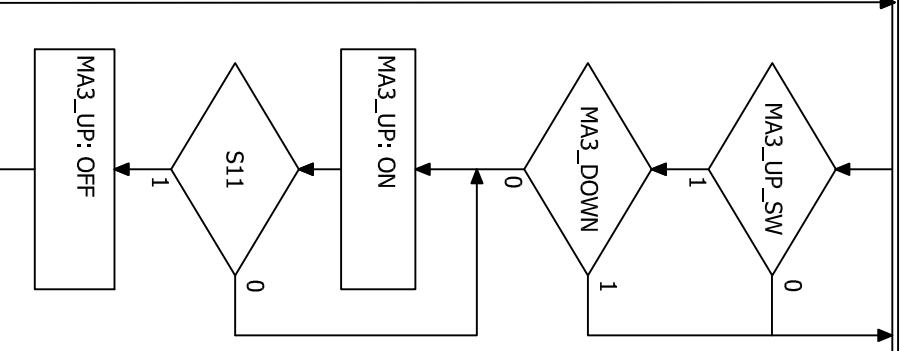 MA3_UP_SW
0
1
MA3_DOWN
1
0
MA3_UP: ON
S11
0
1
MA3_UP: OFF